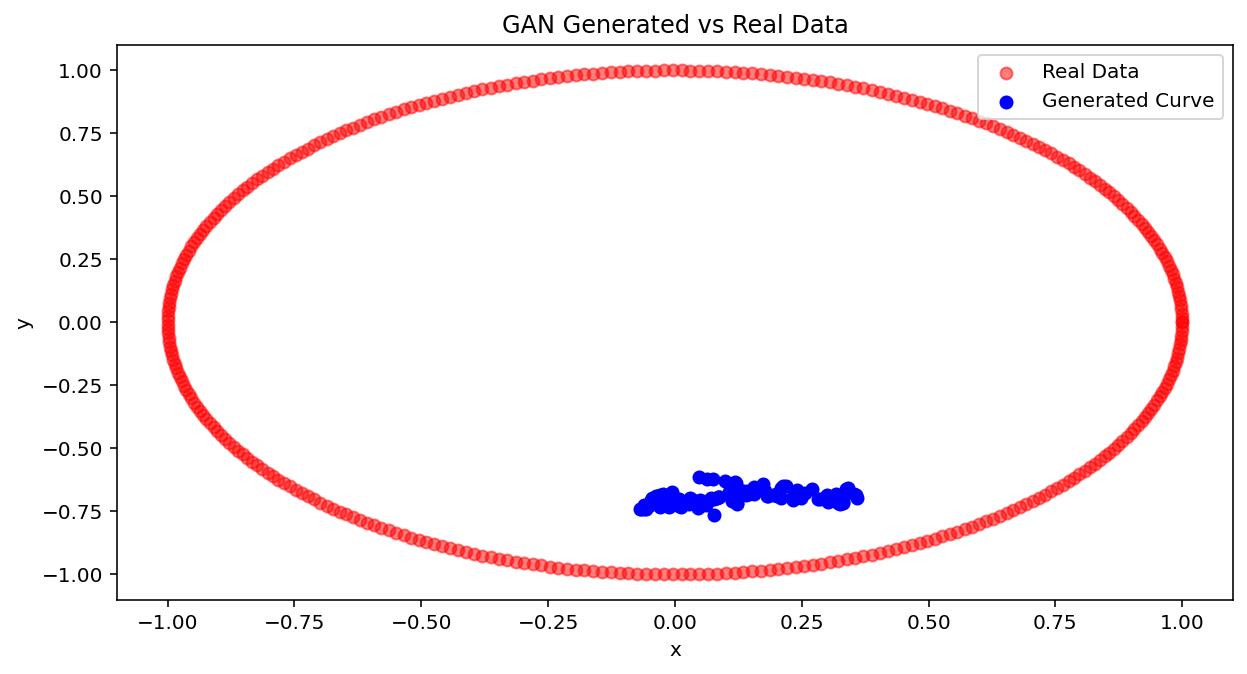 GAN Generated vs Real Data
Real Data
Generated Curve
1.00
0.75
0.50
0.25
0.00
−0.25
−0.50
−0.75
−1.00
y
−1.00 −0.75 −0.50 −0.25 0.00 0.25 0.50 0.75 1.00
x